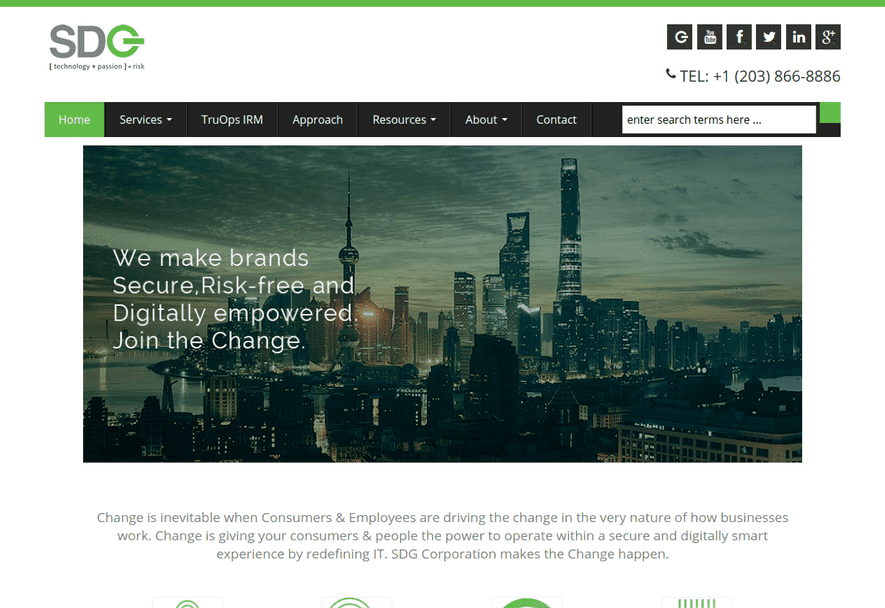 SDG
[ technology + passion ] - risk
You
Tube
f
in
g+
TEL: +1 (203) 866-8886
Home
Services
TruOps IRM
Approach
Resources
About
Contact
enter search terms here ...
We make brands
Secure,Risk-free and
Digitally empowered.
Join the Change.
Change is inevitable when Consumers & Employees are driving the change in the very nature of how businesses
work. Change is giving your consumers & people the power to operate within a secure and digitally smart
experience by redefining IT. SDG Corporation makes the Change happen.